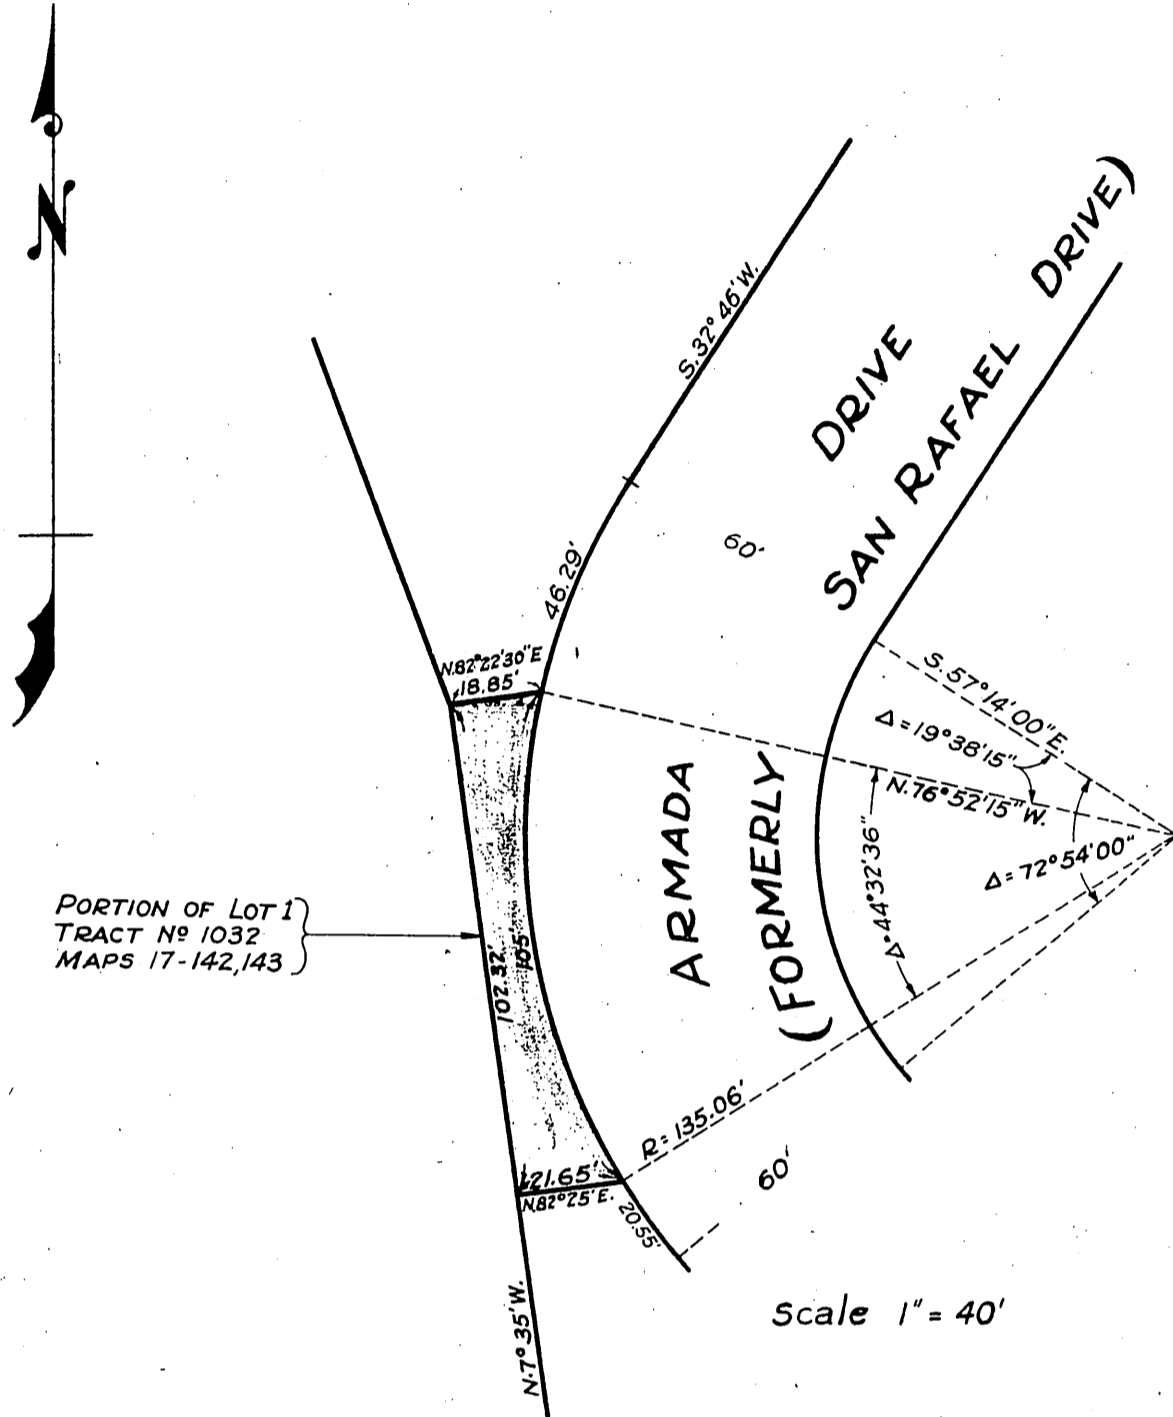 N
S. 32° 46' W.
DRIVE
SAN RAFAEL DRIVE)
46.29'
60'
N. 82° 22' 30" E
18.85'
S. 57° 14' 00" E.
Δ = 19° 38' 15"
N. 76° 52' 15" W.
Δ = 72° 54' 00"
Δ = 44° 32' 36"
ARMADA
(FORMERLY
PORTION OF LOT 1
TRACT Nº 1032
MAPS 17-142,143
102.32'
105'
R = 135.06'
60'
21.65'
N. 82° 25' E.
20.55'
N. 7° 35' W.
Scale 1" = 40'